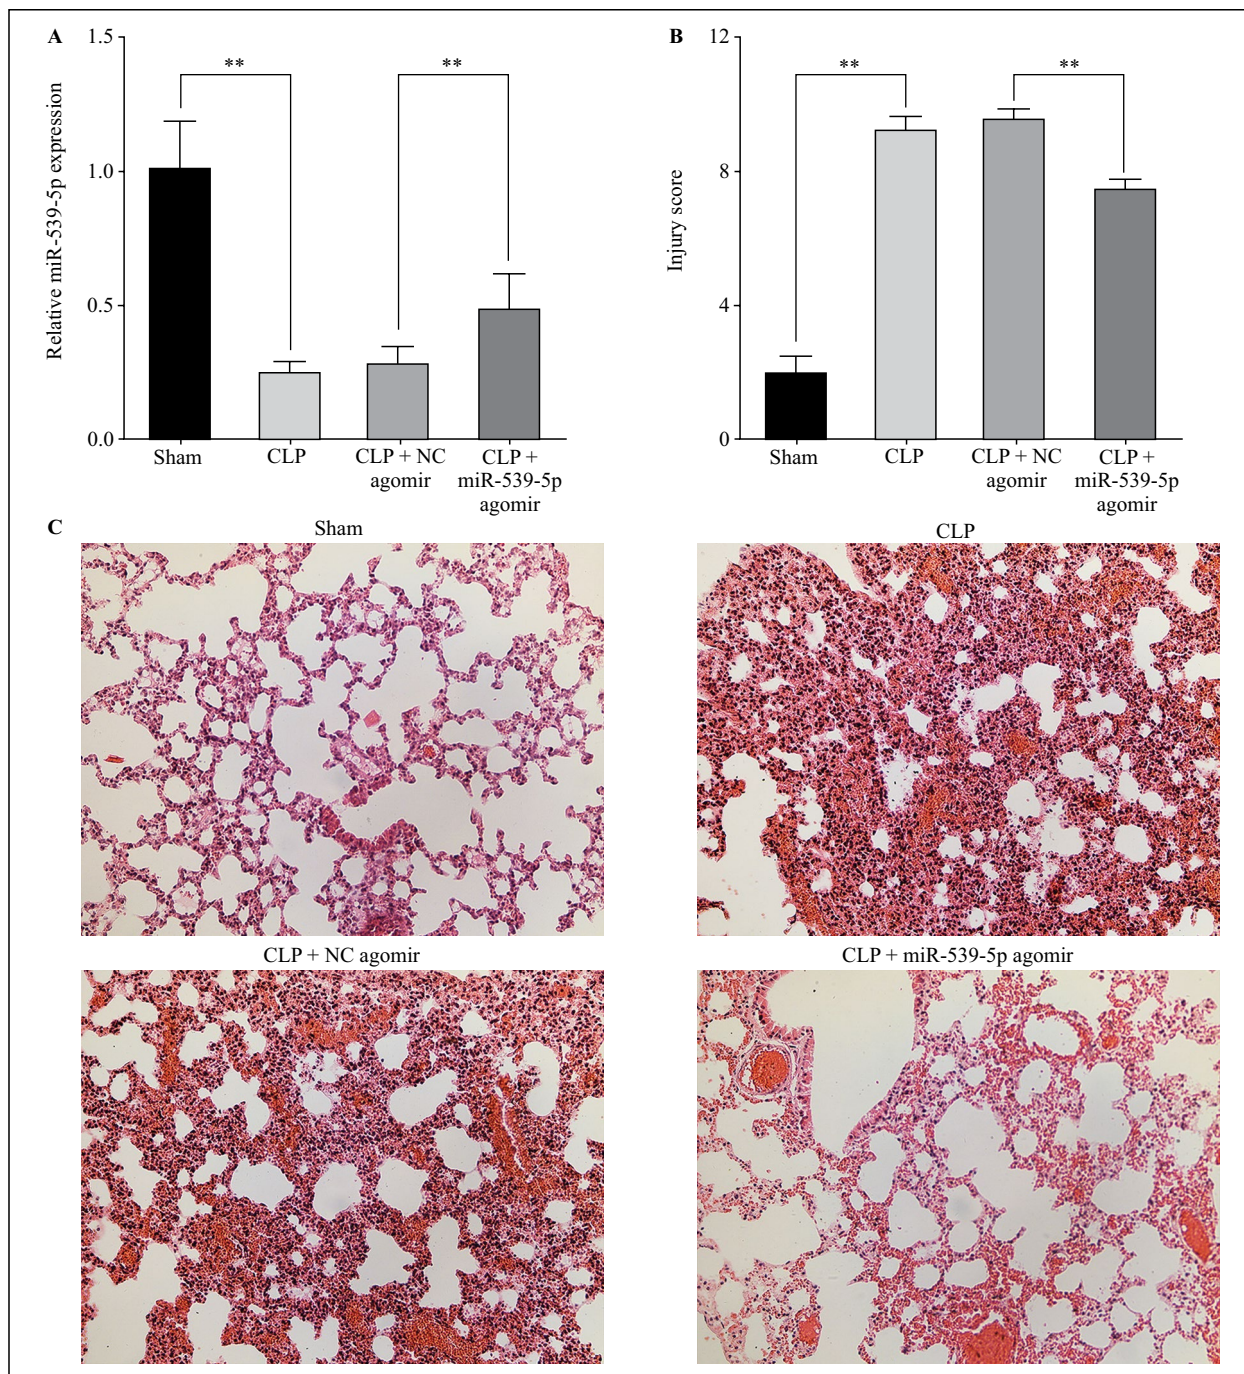 A
Relative miR-539-5p expression
1.5
1.0
0.5
0.0
**
**
Sham
CLP
CLP + NC
agomir
CLP +
miR-539-5p
agomir
B
Injury score
12
8
4
0
**
**
Sham
CLP
CLP + NC
agomir
CLP +
miR-539-5p
agomir
C
Sham
CLP
CLP + NC agomir
CLP + miR-539-5p agomir